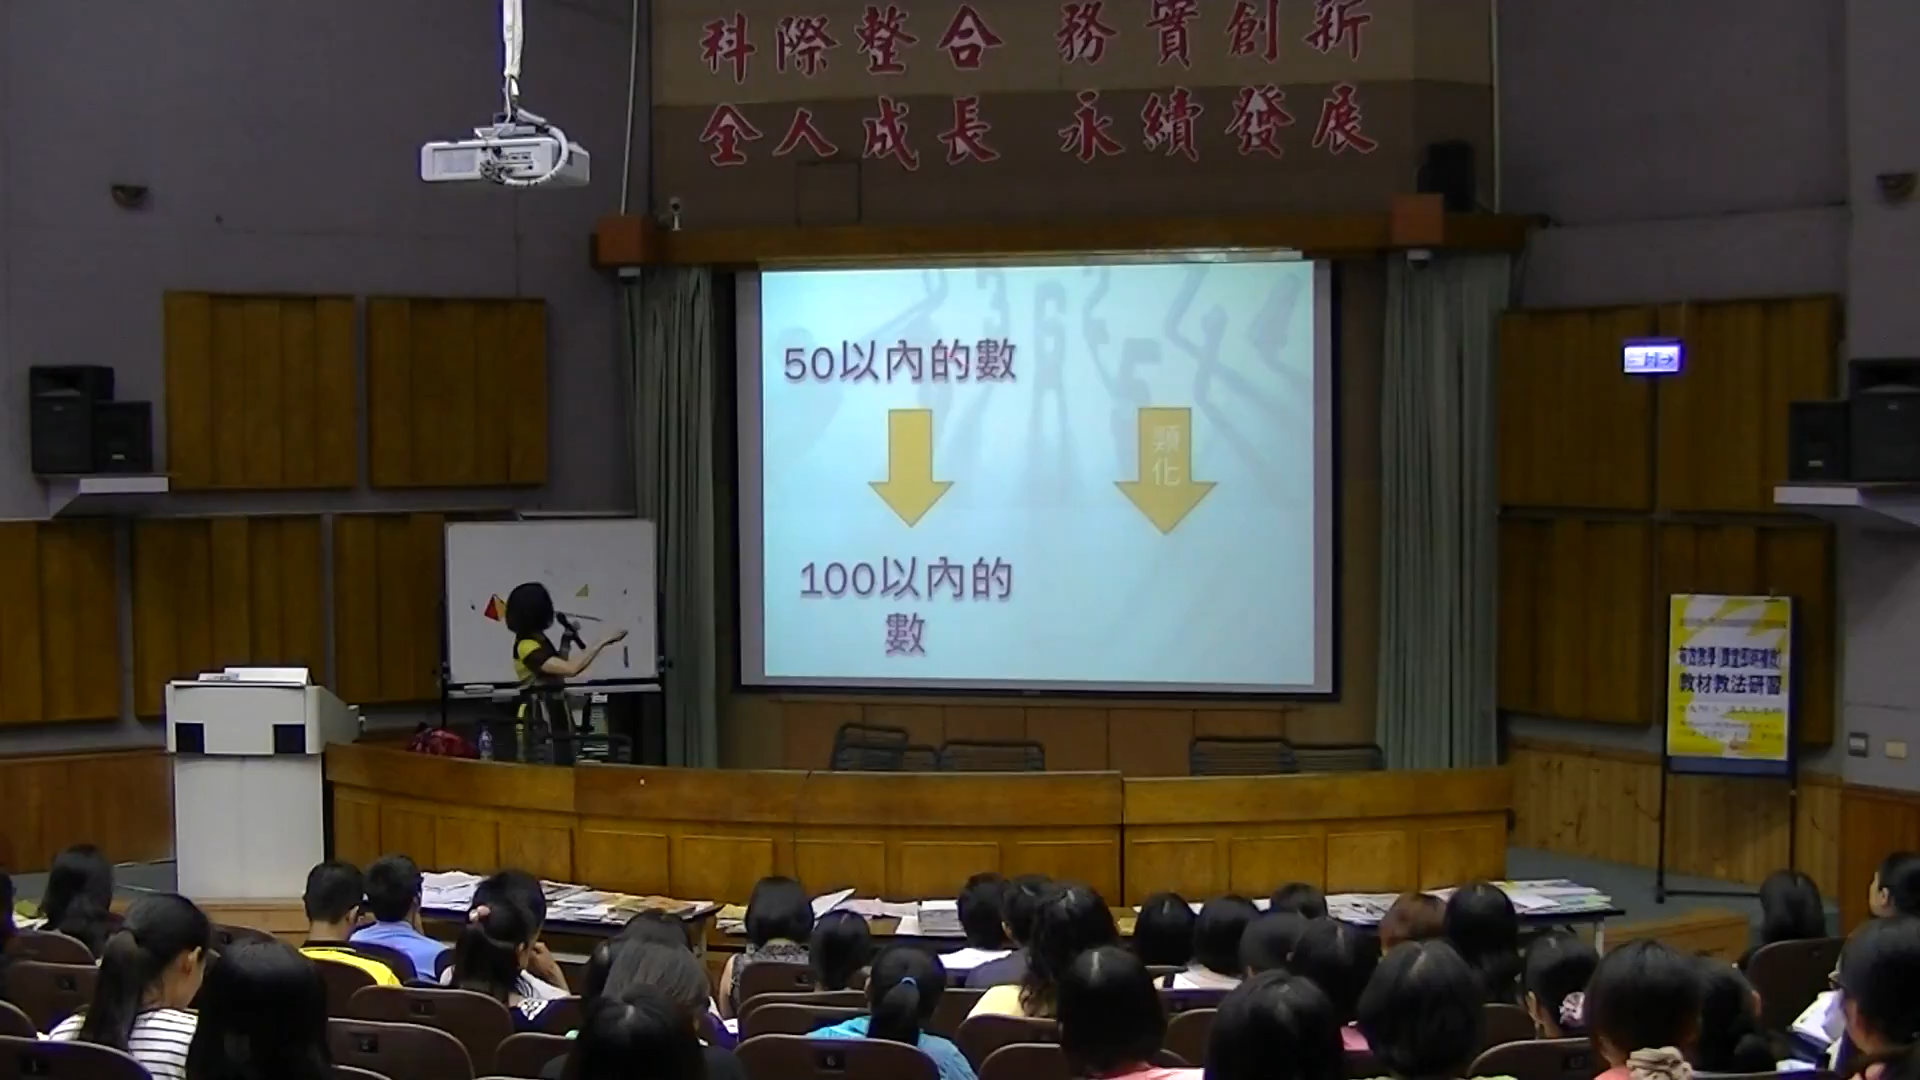 科際整合 務實創新
全人成長 永續發展
50以內的數
類
化
100以內的
數
教材教法研習